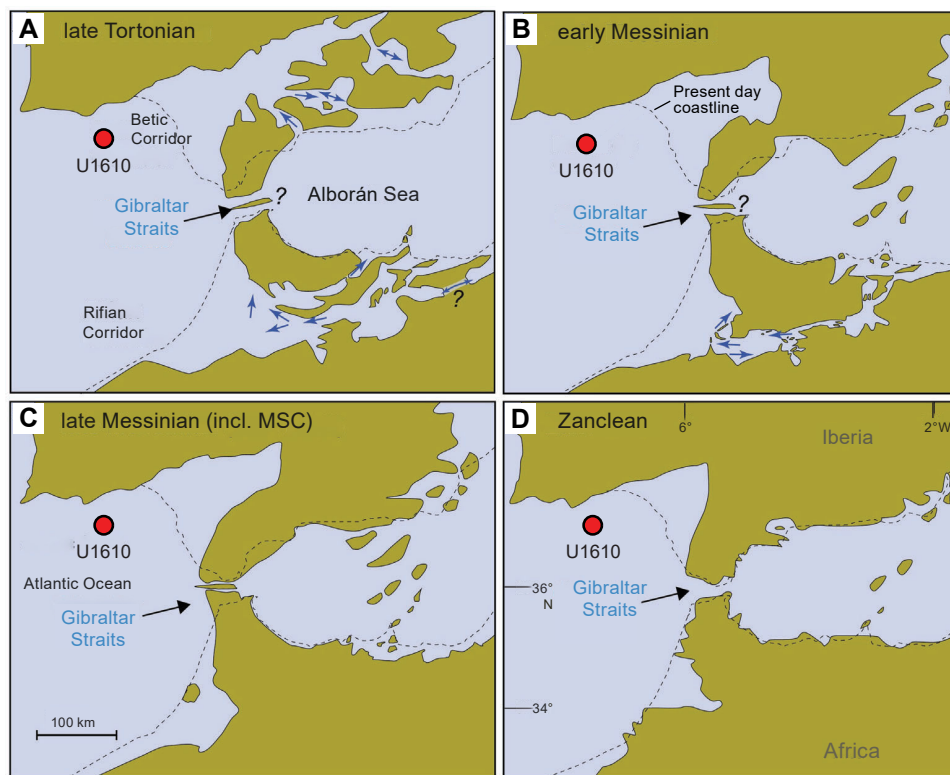 A late Tortonian
Betic
Corridor
U1610
Gibraltar
Straits
?
Alborán Sea
Rifian
Corridor
?
B early Messinian
Present day
coastline
U1610
Gibraltar
Straits
?
C late Messinian (incl. MSC)
U1610
Atlantic Ocean
Gibraltar
Straits
100 km
D Zanclean
6°
2°W
Iberia
U1610
Gibraltar
Straits
36°
N
34°
Africa